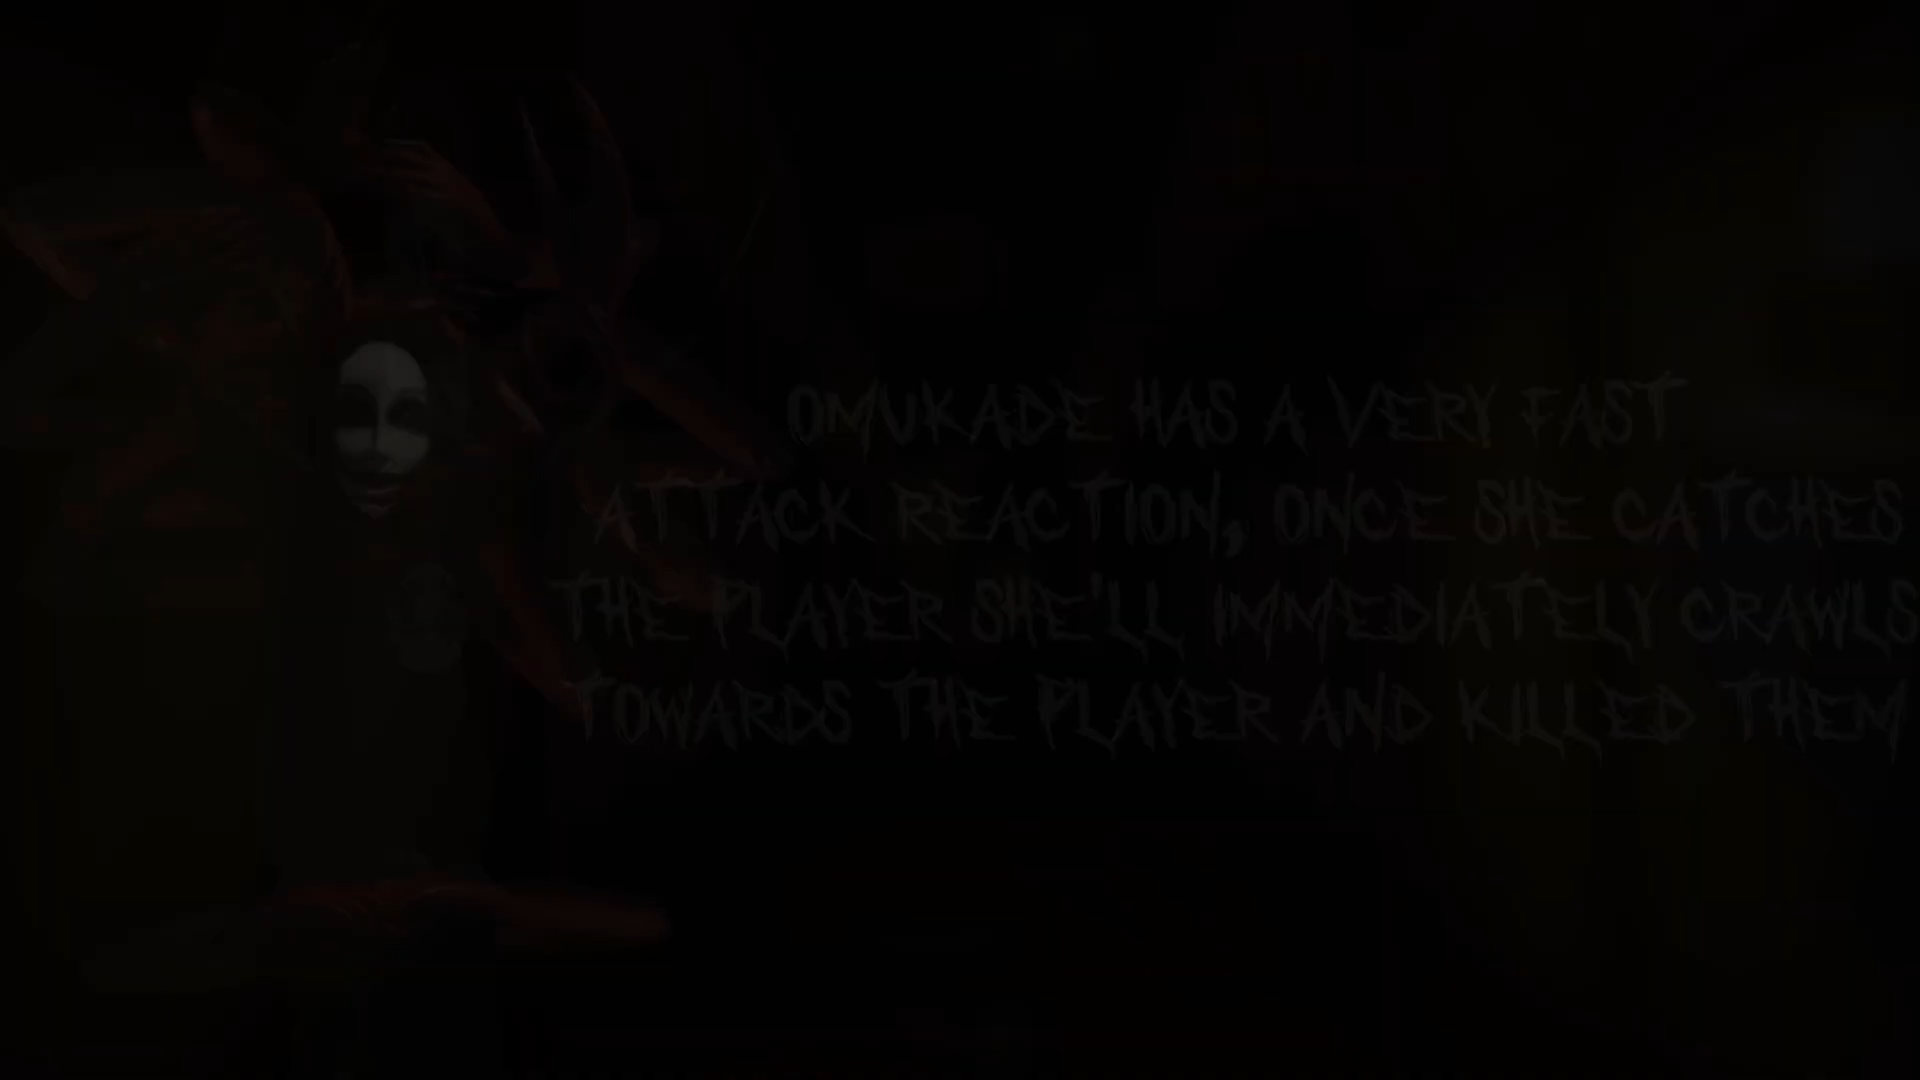 OMUKADE HAS A VERY FAST
ATTACK REACTION, ONCE SHE CATCHES
THE PLAYER SHE'LL IMMEDIATELY CRAWLS
TOWARDS THE PLAYER AND KILLED THEM